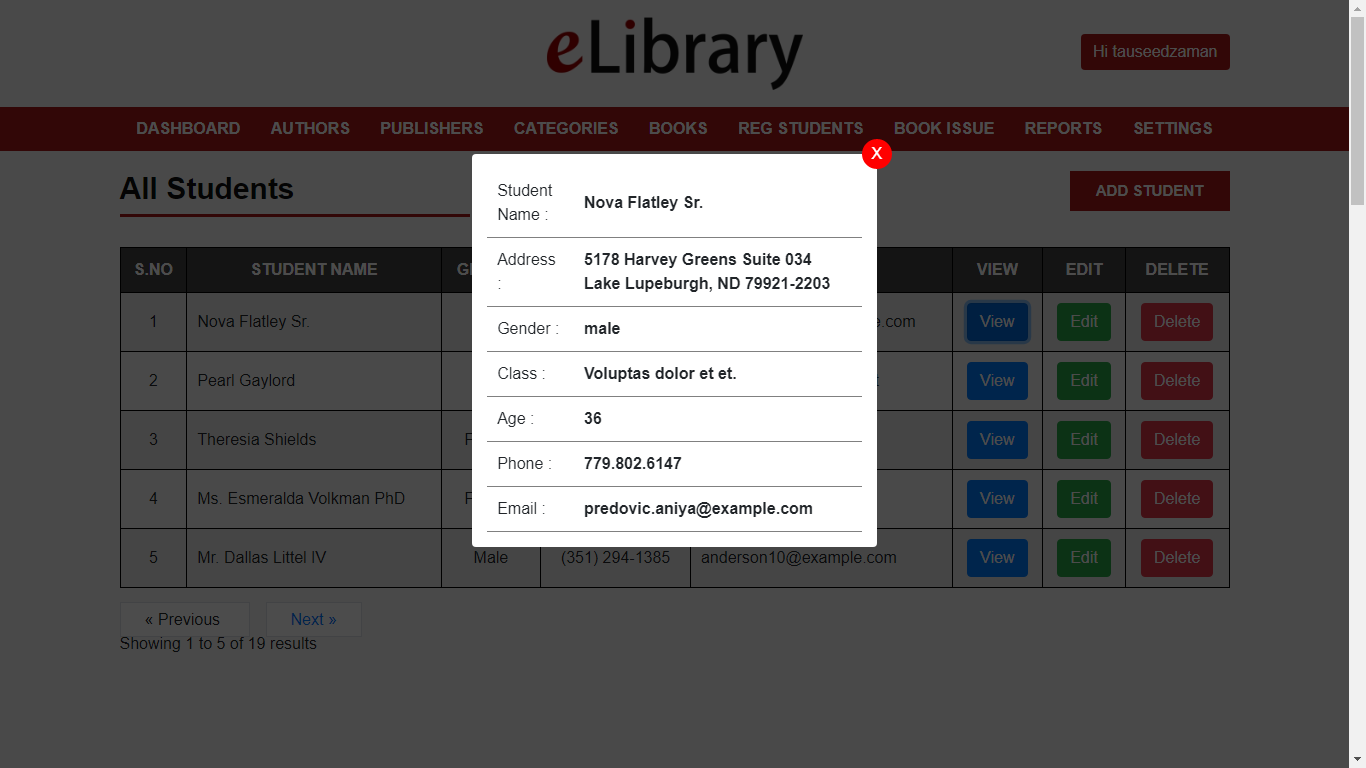 eLibrary
Hi tauseedzaman
DASHBOARD AUTHORS PUBLISHERS CATEGORIES BOOKS REG STUDENTS BOOK ISSUE REPORTS SETTINGS
X
All Students
ADD STUDENT
Student
Name :
Nova Flatley Sr.
Address
:
5178 Harvey Greens Suite 034
Lake Lupeburgh, ND 79921-2203
Gender : male
Class : Voluptas dolor et et.
Age : 36
Phone : 779.802.6147
Email : predovic.aniya@example.com
S.NO STUDENT NAME VIEW EDIT DELETE
1 Nova Flatley Sr. View Edit Delete
2 Pearl Gaylord View Edit Delete
3 Theresia Shields View Edit Delete
4 Ms. Esmeralda Volkman PhD View Edit Delete
5 Mr. Dallas Littel IV Male (351) 294-1385 anderson10@example.com View Edit Delete
« Previous Next »
Showing 1 to 5 of 19 results